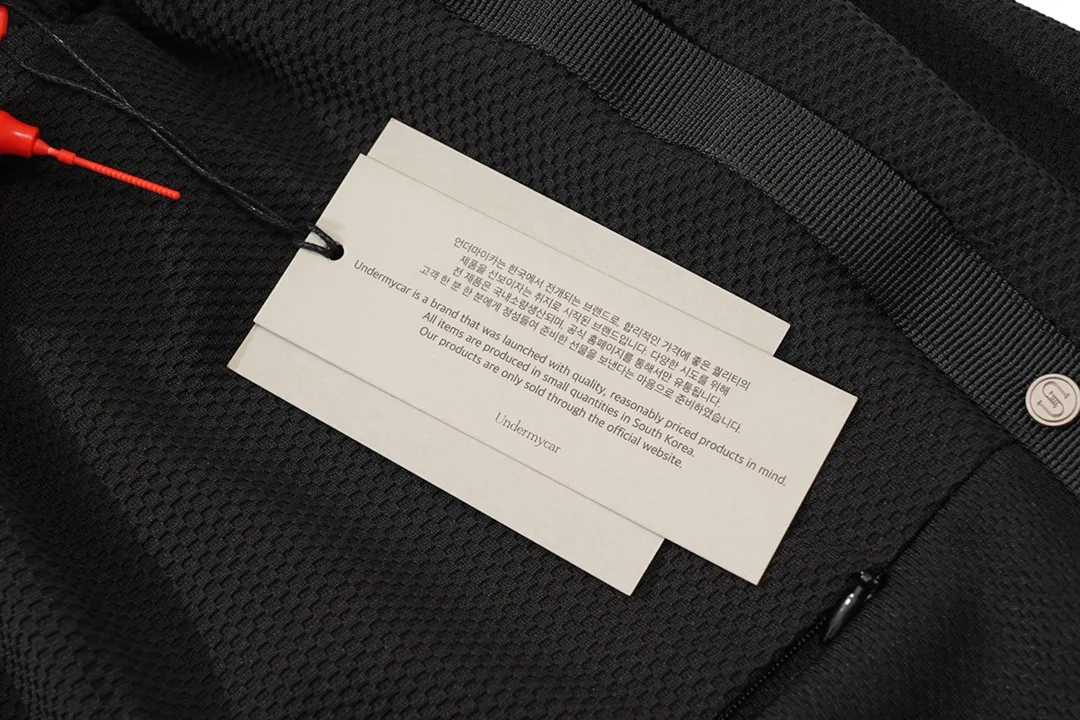 언더마이카는 한국에서 전개되는 브랜드로, 합리적인 가격에 좋은 퀄리티의
제품을 선보이자는 취지로 시작된 브랜드입니다. 다양한 시도를 위해
전 제품은 국내소량생산되며, 공식 홈페이지를 통해서만 유통됩니다.
고객 한 분 한 분에게 정성들여 준비한 선물을 보낸다는 마음으로 준비하였습니다.
Undermycar is a brand that was launched with quality, reasonably priced products in mind.
All items are produced in small quantities in South Korea.
Our products are only sold through the official website.
Undermycar